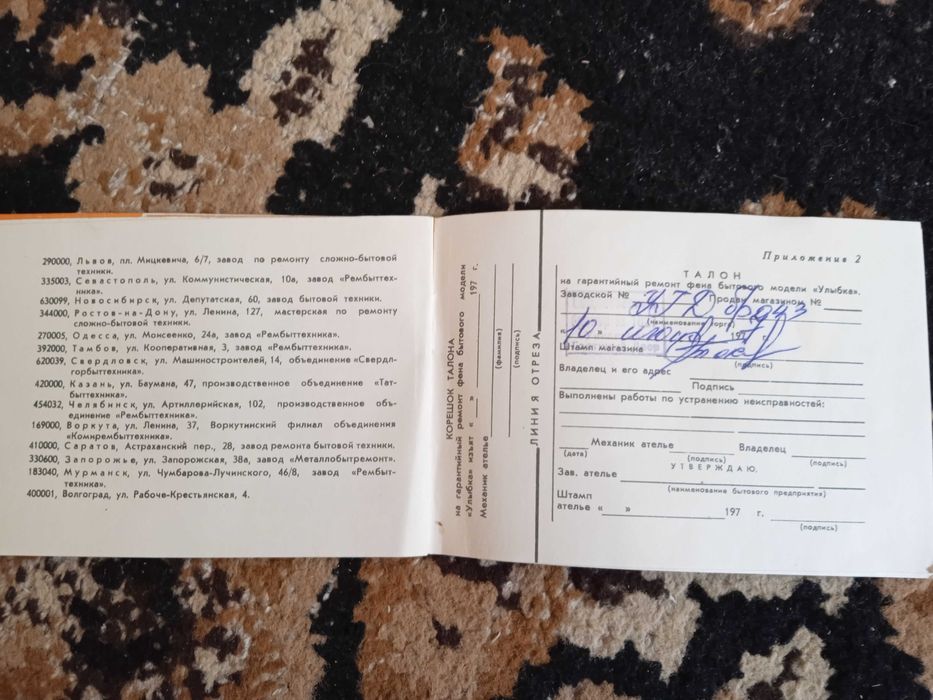 290000, Львов, пл. Мицкевича, 6/7, завод по ремонту сложно-бытовой
техники.
335003, Севастополь, ул. Коммунистическая, 10а, завод «Рембыттех-
ника».
630099, Новосибирск, ул. Депутатская, 60, завод бытовой техники.
344000, Ростов-на-Дону, ул. Ленина, 127, мастерская по ремонту
сложно-бытовой техники.
270005, Одесса, ул. Моисеенко, 24а, завод «Рембыттехника».
392000, Тамбов, ул. Кооперативная, 3, завод «Рембыттехника».
620039, Свердловск, ул. Машиностроителей, 14, объединение «Сверд-
горбыттехника».
420000, Казань, ул. Баумана, 47, производственное объединение «Тат-
быттехника».
454032, Челябинск, ул. Артиллерийская, 102, производственное объ-
единение «Рембыттехника».
169000, Воркута, ул. Ленина, 37, Воркутинский филиал объединения
«Комирембыттехника».
410000, Саратов, Астраханский пер., 28, завод ремонта бытовой техники.
330600, Запорожье, ул. Запорожская, 38а, завод «Металлобытремонт».
183040, Мурманск, ул. Чумбарова-Лучинского, 46/8, завод «Рембыт-
техника».
400001, Волгоград, ул. Рабоче-Крестьянская, 4.
КОРЕШОК ТАЛОНА
на гарантийный ремонт фена бытового модели
«Улыбка» изъят « » 197 г.
Механик ателье
(фамилия)
(подпись)
ЛИНИЯ ОТРЕЗА
Приложение 2
ТАЛОН
на гарантийный ремонт фена бытового модели «Улыбка».
Заводской № Продан магазином №
(наименование торга)
«10» 197 г.
Штамп магазина
(подпись)
Владелец и его адрес
Подпись
Выполнены работы по устранению неисправностей:
Механик ателье Владелец
(дата) (подпись) (подпись)
УТВЕРЖДАЮ.
Зав. ателье
(наименование бытового предприятия)
Штамп
ателье « » 197 г.
(подпись)